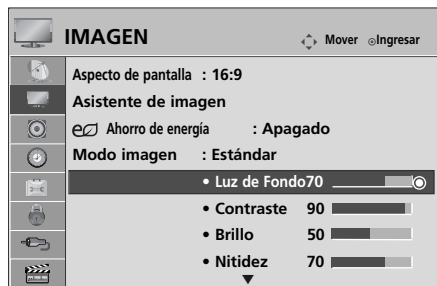 IMAGEN
Mover Ingresar
Aspecto de pantalla : 16:9
Asistente de imagen
Ahorro de energía : Apagado
Modo imagen : Estándar
• Luz de Fondo70
• Contraste 90
• Brillo 50
• Nitidez 70